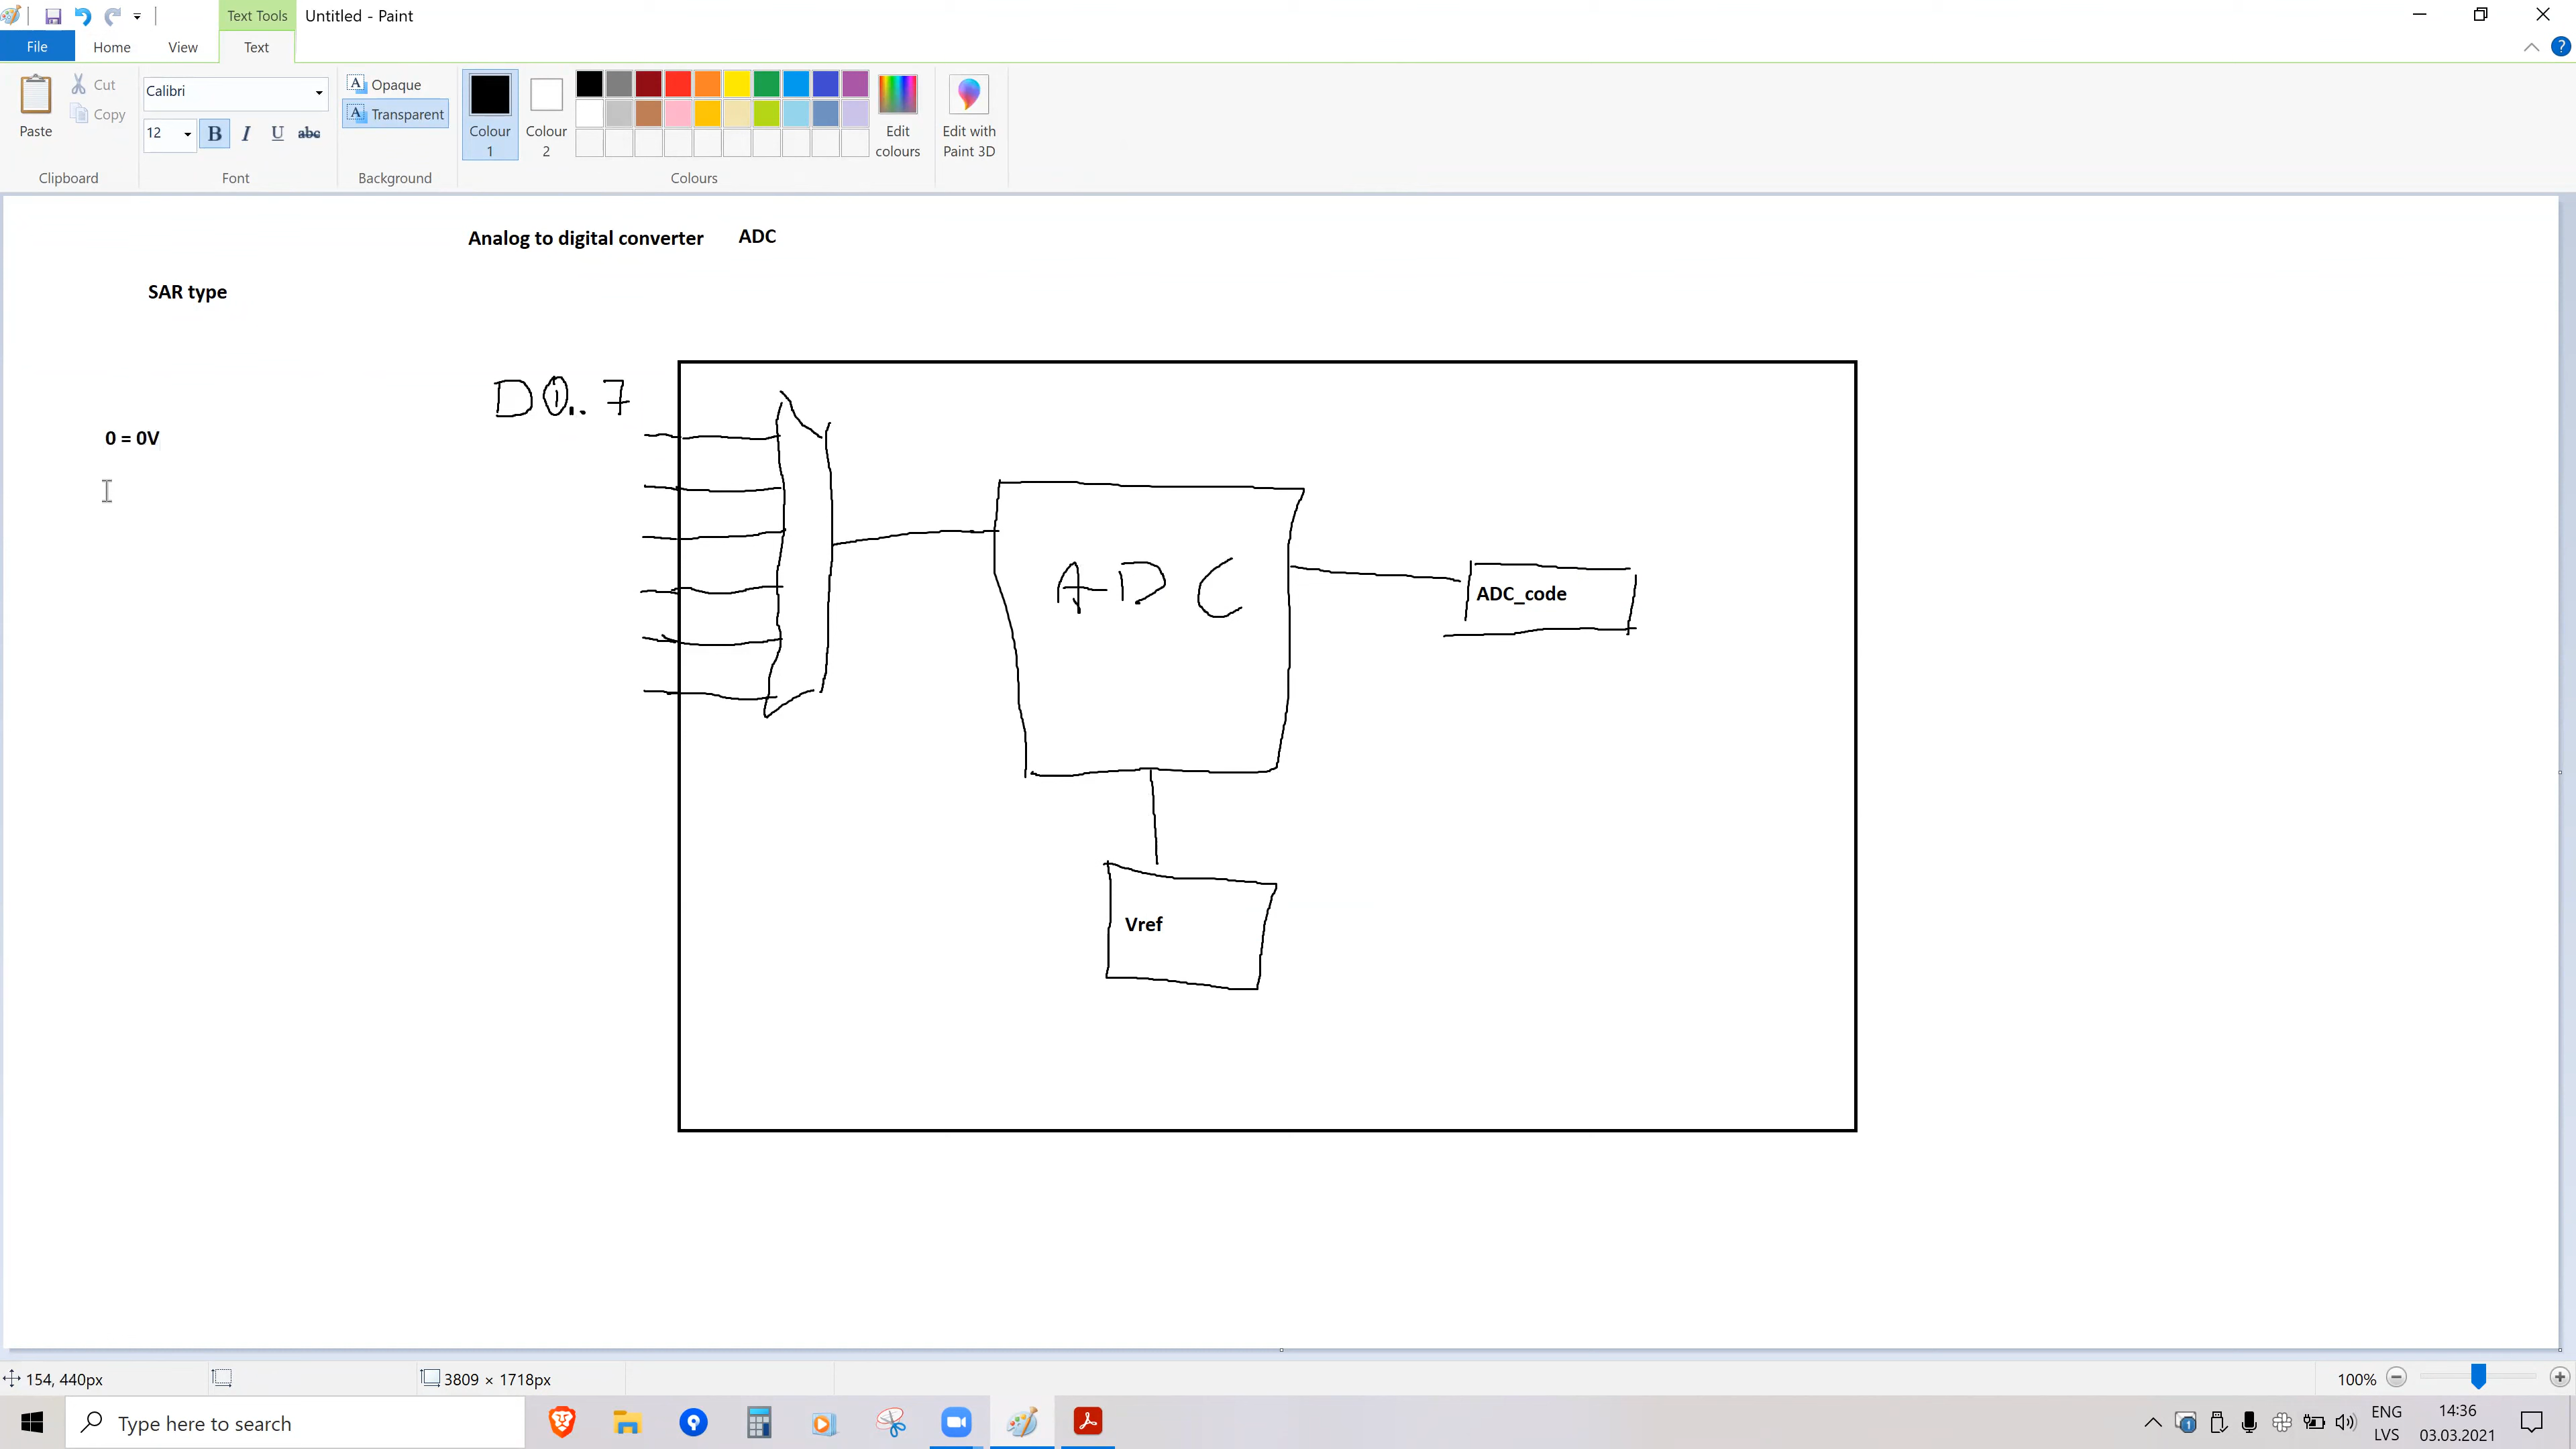 Text Tools
Untitled - Paint
File
Home
View
Text
Paste
Cut
Copy
Calibri
12
B
I
U
abc
Opaque
Transparent
Colour
1
Colour
2
Edit
colours
Edit with
Paint 3D
Clipboard
Font
Background
Colours
Analog to digital converter
ADC
SAR type
D0..7
0 = 0V
ADC
ADC_code
Vref
154, 440px
3809 × 1718px
100%
Type here to search
1
ENG
LVS
14:36
03.03.2021